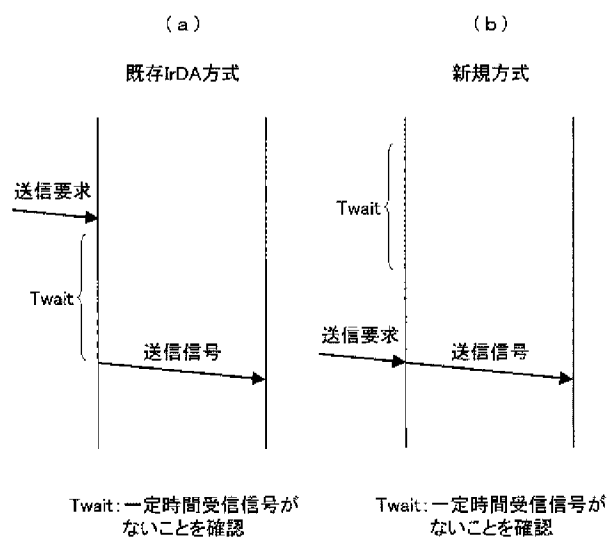 (a)
既存IrDA方式
送信要求
Twait
送信信号
Twait:一定時間受信信号が
ないことを確認
(b)
新規方式
Twait
送信要求
送信信号
Twait:一定時間受信信号が
ないことを確認